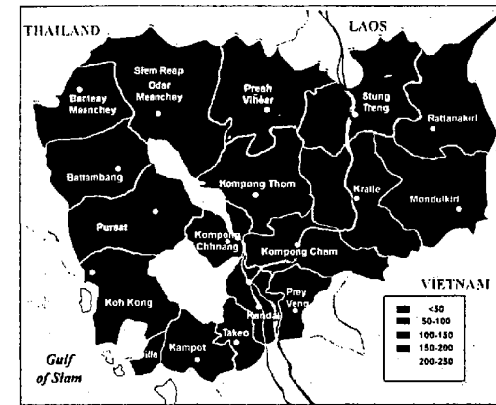 THAILAND
LAOS
Siem Reap
Odar
Meanchey
Preah
Vihear
Stung
Treng
Banteay
Meanchey
Rattanakiri
Battambang
Kompong Thom
Kratie
Mondulkiri
Pursat
Kompong
Chhnang
Kompong Cham
VIETNAM
Koh Kong
Prey
Veng
Kandal
Takeo
Kampot
Gulf
of Siam
<50
50-100
100-150
150-200
200-250